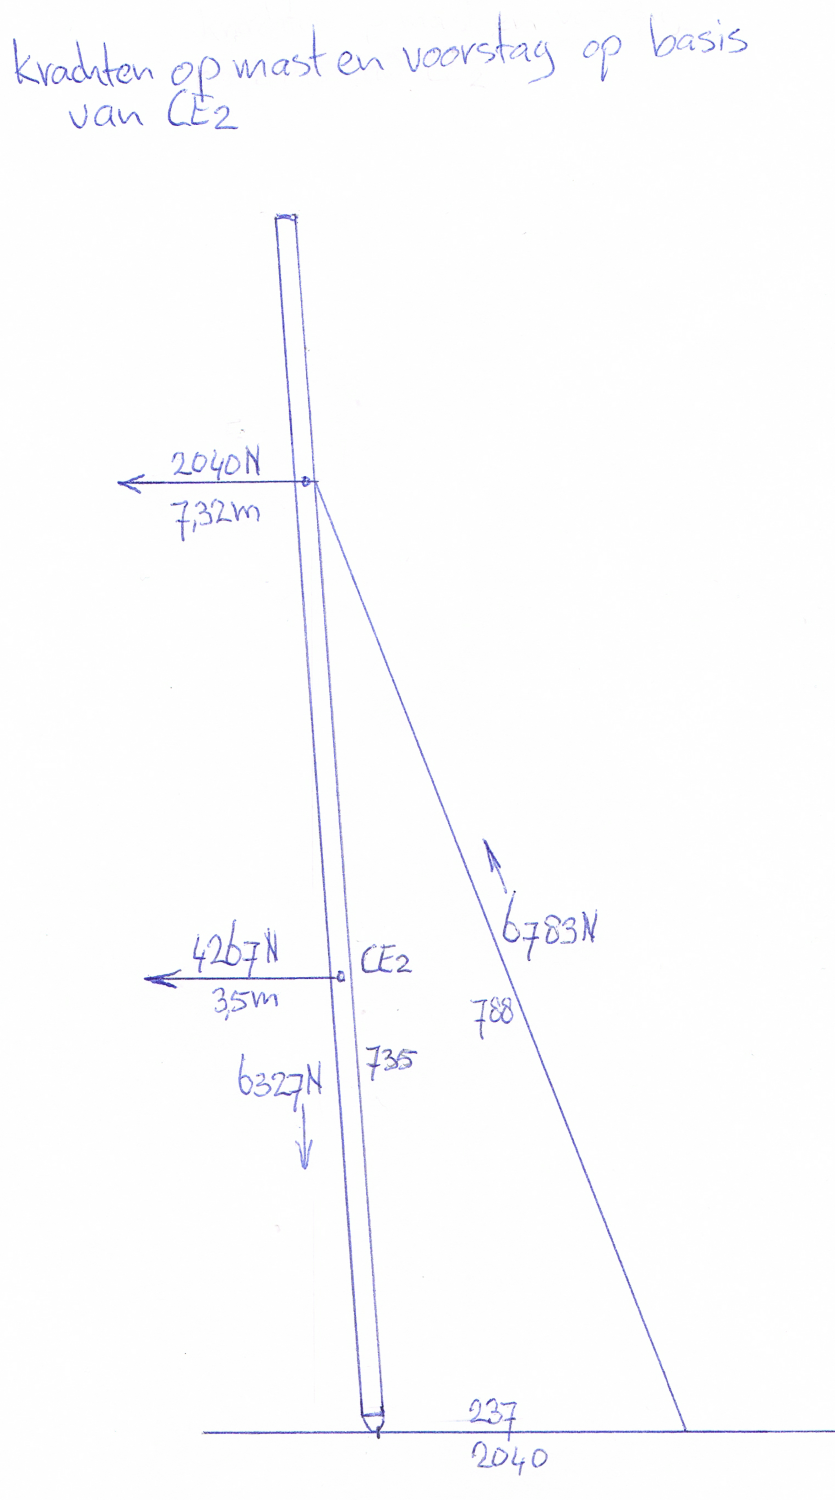 krachten op mast en voorstag op basis
van CE2
2040N
7,32m
6783N
4267N
CE2
3,5m
788
735
6327N
237
2040